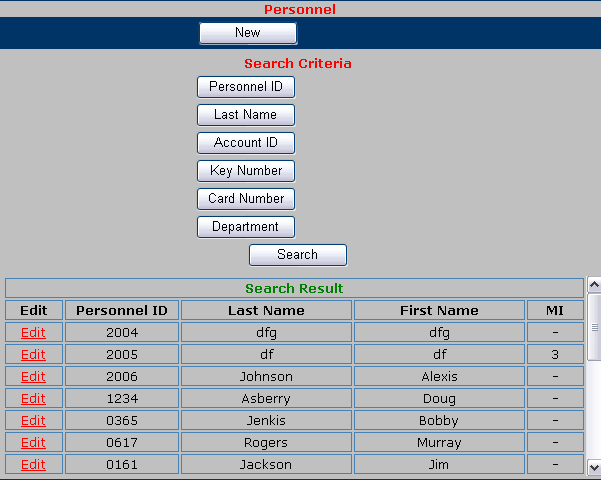 Personnel
New
Search Criteria
Personnel ID
Last Name
Account ID
Key Number
Card Number
Department
Search
Search Result
Edit Personnel ID Last Name First Name MI
Edit 2004 dfg dfg -
Edit 2005 df df 3
Edit 2006 Johnson Alexis -
Edit 1234 Asberry Doug -
Edit 0365 Jenkis Bobby -
Edit 0617 Rogers Murray -
Edit 0161 Jackson Jim -